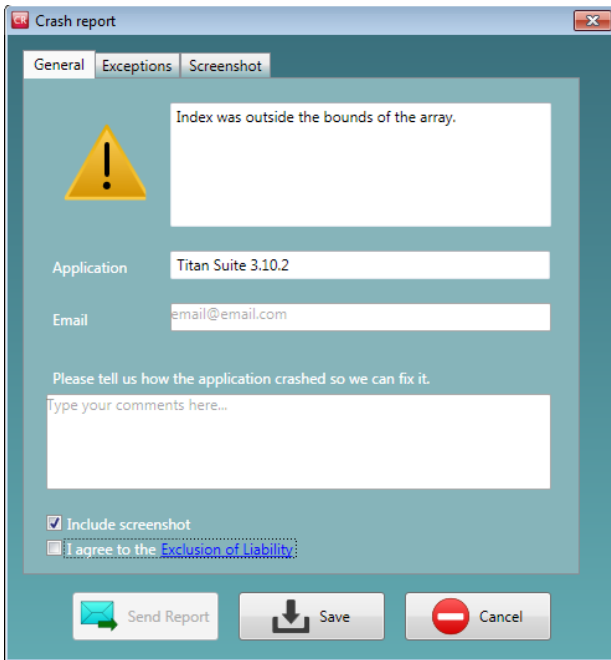 CR Crash report
General Exceptions Screenshot
Index was outside the bounds of the array.
Application Titan Suite 3.10.2
Email email@email.com
Please tell us how the application crashed so we can fix it.
Type your comments here...
Include screenshot
I agree to the Exclusion of Liability
Send Report Save Cancel